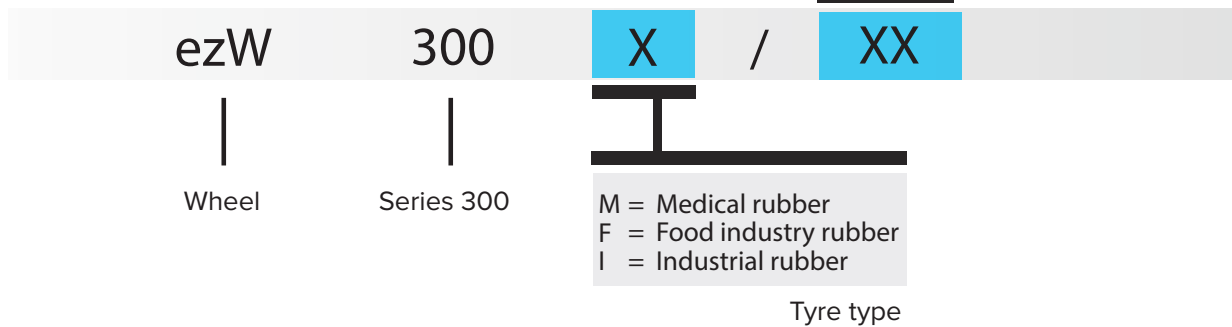 ezW 300 X / XX
Wheel Series 300
M = Medical rubber
F = Food industry rubber
I = Industrial rubber
Tyre type